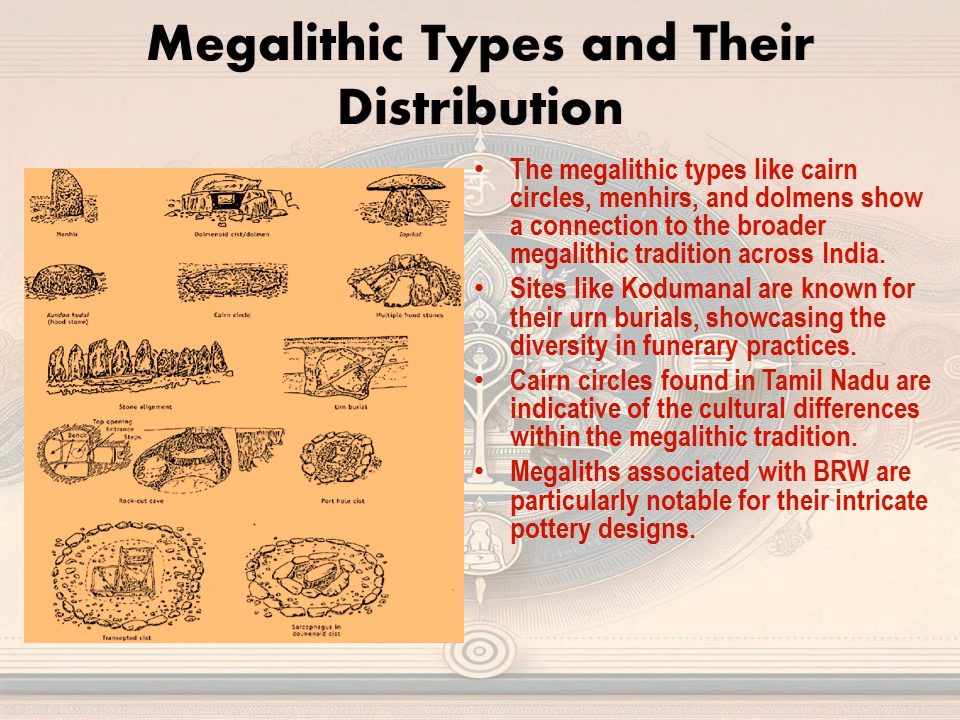 Megalithic Types and Their
Distribution
Menhir
Dolmenoid cist/dolmen
Topikal
Kundaa kudai
(hood stone)
Cairn circle
Multiple hood stones
Stone alignment
Urn burial
Top opening
Entrance
Steps
Bench
Rock-cut cave
Port hole cist
Transepted cist
Sarcophagus in
dolmenoid cist
• The megalithic types like cairn
circles, menhirs, and dolmens show
a connection to the broader
megalithic tradition across India.
• Sites like Kodumanal are known for
their urn burials, showcasing the
diversity in funerary practices.
• Cairn circles found in Tamil Nadu are
indicative of the cultural differences
within the megalithic tradition.
• Megaliths associated with BRW are
particularly notable for their intricate
pottery designs.